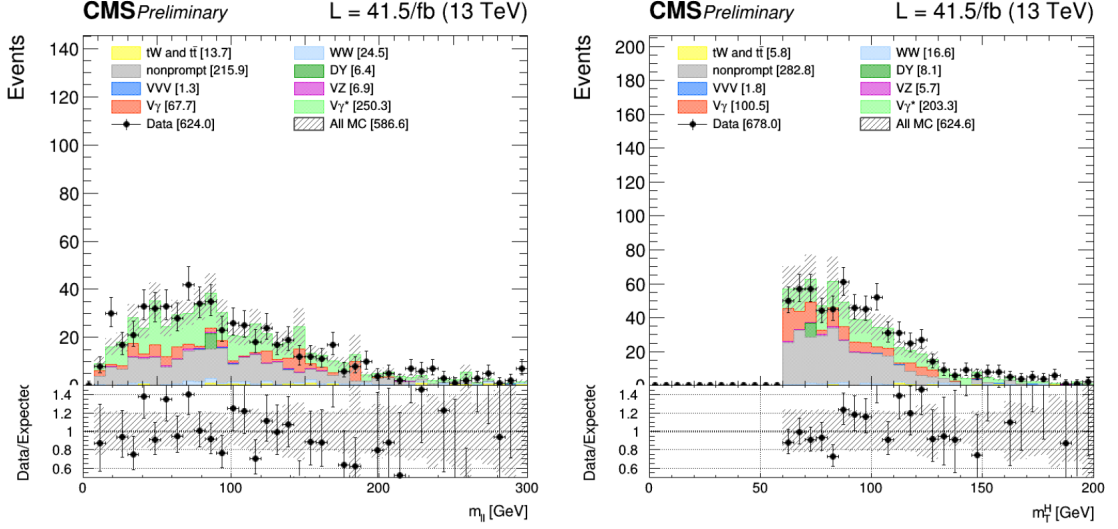 CMS Preliminary L = 41.5/fb (13 TeV)
Events
140
120
100
80
60
40
20
tW and tt̄ [13.7]
nonprompt [215.9]
VVV [1.3]
Vγ [67.7]
Data [624.0]
WW [24.5]
DY [6.4]
VZ [6.9]
Vγ* [250.3]
All MC [586.6]
Data/Expected
1.4
1.2
1
0.8
0.6
0 100 200 300
m_ll [GeV]
CMS Preliminary L = 41.5/fb (13 TeV)
Events
200
180
160
140
120
100
80
60
40
20
tW and tt̄ [5.8]
nonprompt [282.8]
VVV [1.8]
Vγ [100.5]
Data [678.0]
WW [16.6]
DY [8.1]
VZ [5.7]
Vγ* [203.3]
All MC [624.6]
Data/Expected
1.4
1.2
1
0.8
0.6
0 50 100 150 200
m_T^H [GeV]